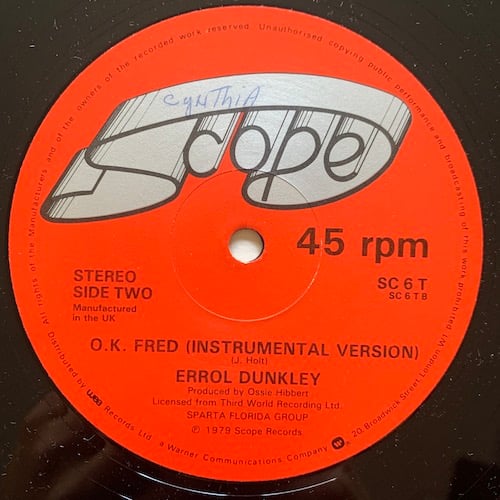 All rights of the Manufacturers and of the owners of the recorded work reserved. Unauthorised copying public performance and broadcasting of this work prohibited.
CYNTHIA
Scope
45 rpm
STEREO
SIDE TWO
Manufactured
in the UK
SC 6 T
SC 6 T B
O.K. FRED (INSTRUMENTAL VERSION)
(J. Holt)
ERROL DUNKLEY
Produced by Ossie Hibbert
Licensed from Third World Recording Ltd.
SPARTA FLORIDA GROUP
℗ 1979 Scope Records
Distributed by wea Records Ltd. a Warner Communications Company, 20, Broadwick Street London W1